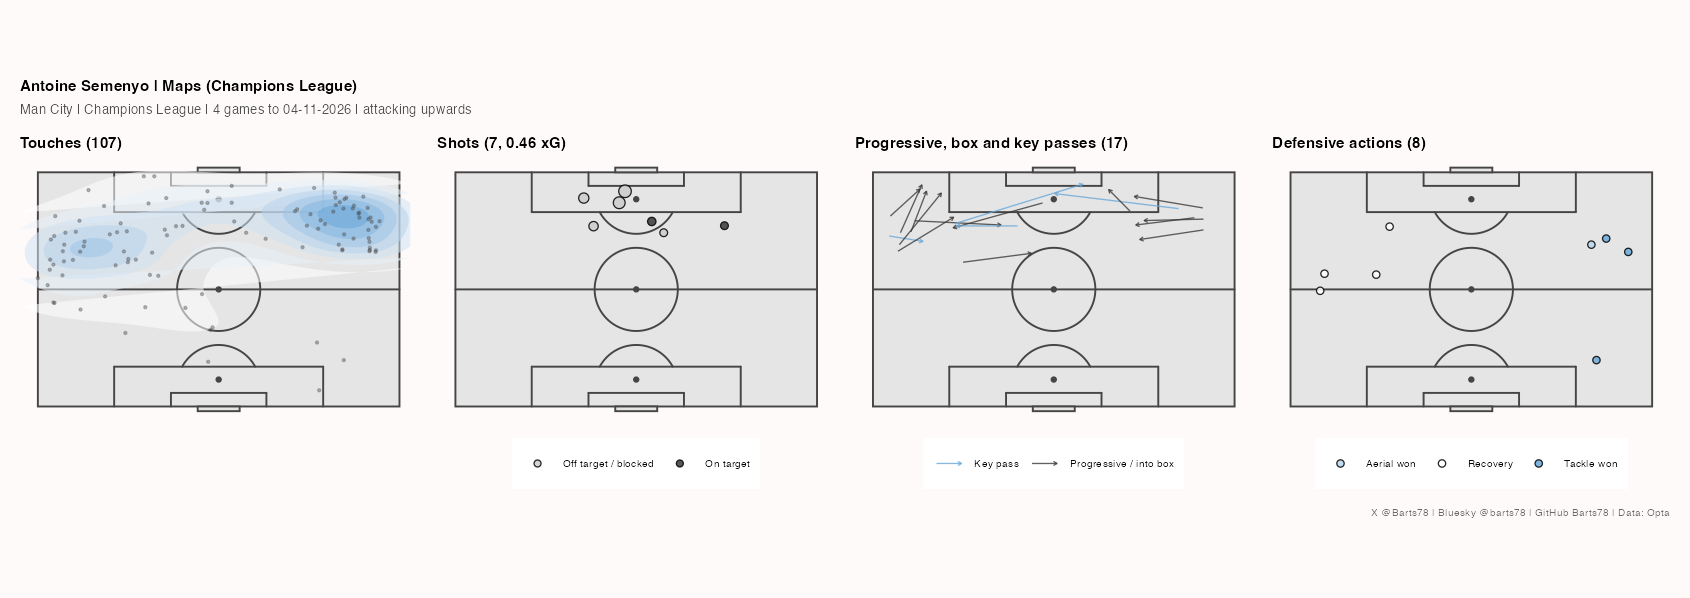 Antoine Semenyo | Maps (Champions League)
Man City | Champions League | 4 games to 04-11-2026 | attacking upwards
Touches (107)
Shots (7, 0.46 xG)
Progressive, box and key passes (17)
Defensive actions (8)
Off target / blocked
On target
Key pass
Progressive / into box
Aerial won
Recovery
Tackle won
X @Barts78 | Bluesky @barts78 | GitHub Barts78 | Data: Opta